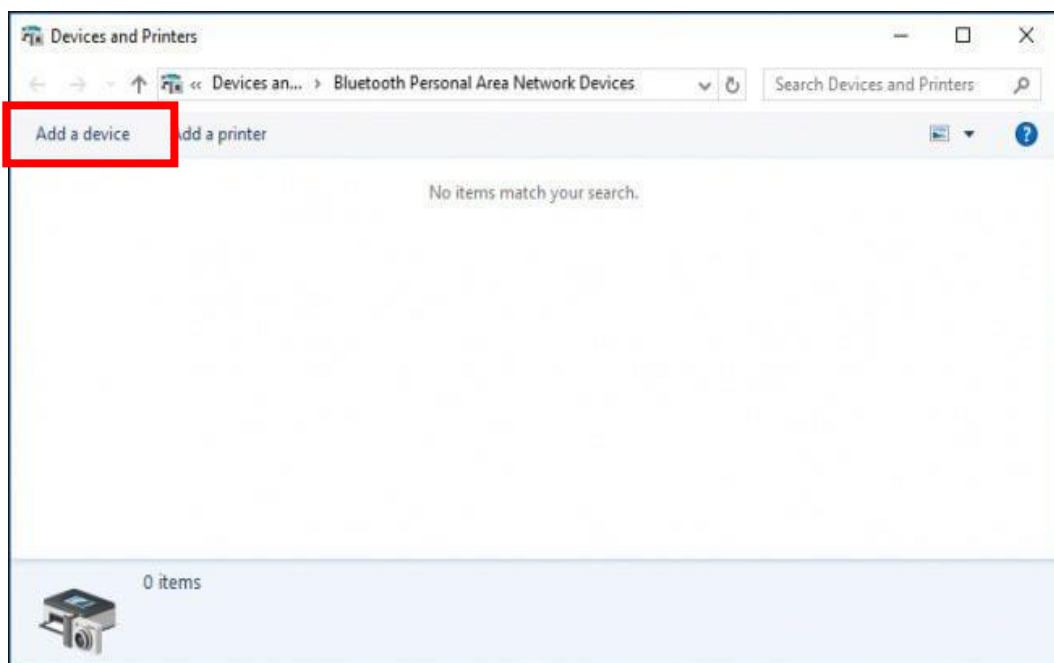 Devices and Printers
« Devices an... › Bluetooth Personal Area Network Devices
Search Devices and Printers
Add a device
Add a printer
?
No items match your search.
0 items